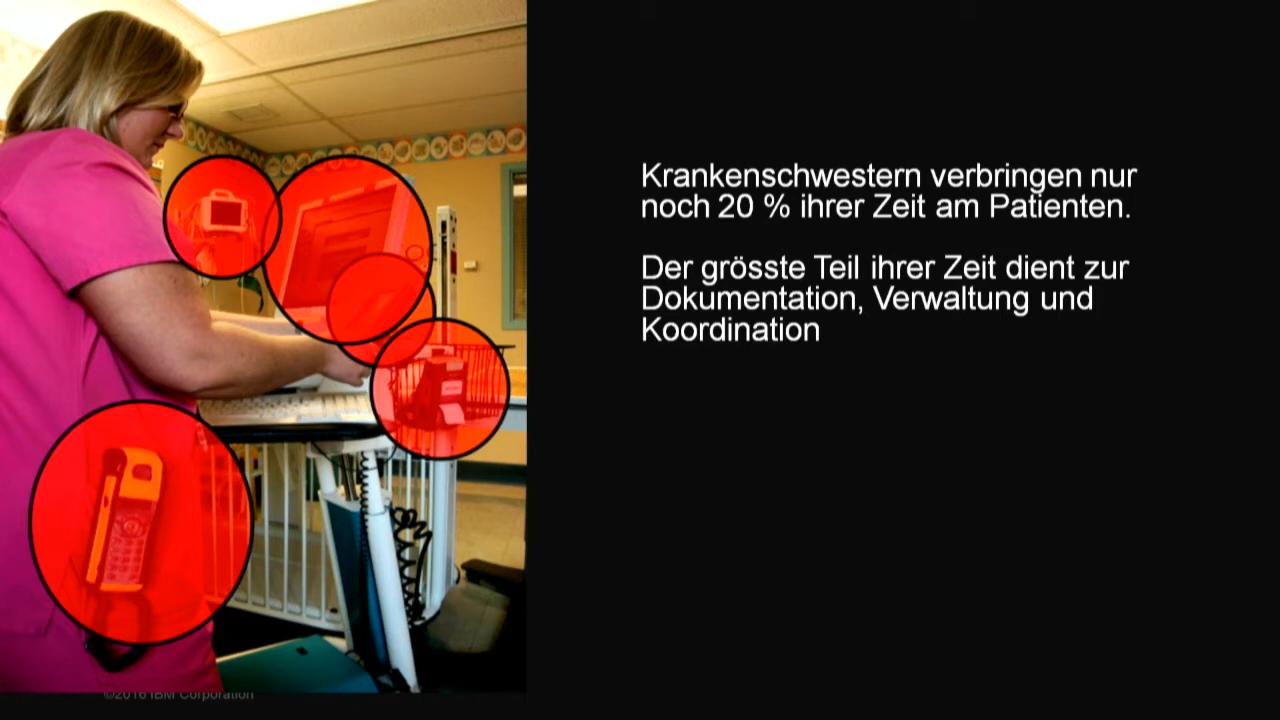 Krankenschwestern verbringen nur
noch 20 % ihrer Zeit am Patienten.
Der grösste Teil ihrer Zeit dient zur
Dokumentation, Verwaltung und
Koordination
©2016 IBM Corporation